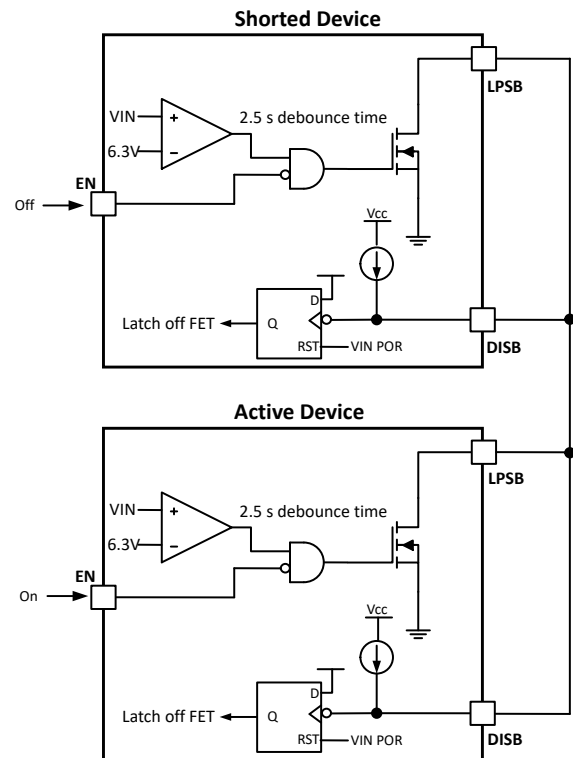 Shorted Device
LPSB
VIN
+
2.5 s debounce time
6.3V
−
EN
Off
Vcc
D
Latch off FET
Q
RST
VIN POR
DISB
Active Device
LPSB
VIN
+
2.5 s debounce time
6.3V
−
EN
On
Vcc
D
Latch off FET
Q
RST
VIN POR
DISB